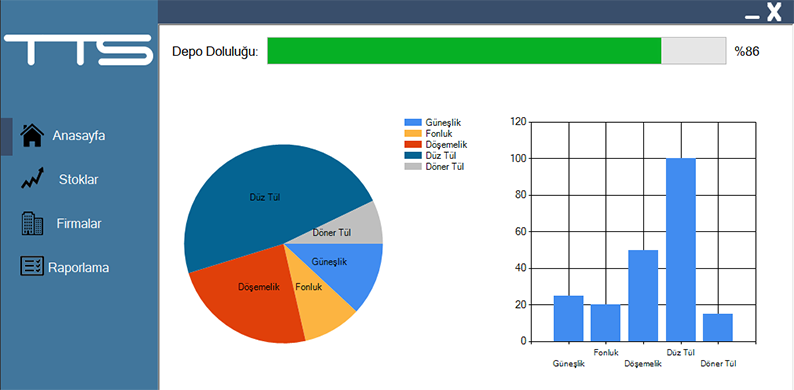 TTS
Depo Doluluğu:
%86
Anasayfa
Stoklar
Firmalar
Raporlama
Güneşlik
Fonluk
Döşemelik
Düz Tül
Döner Tül
Düz Tül
Döner Tül
Güneşlik
Fonluk
Döşemelik
120
100
80
60
40
20
0
Fonluk
Düz Tül
Güneşlik
Döşemelik
Döner Tül